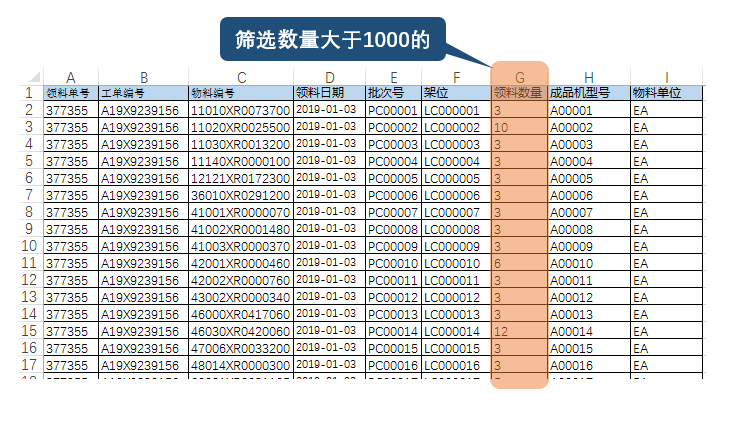 筛选数量大于1000的
A B C D E F G H I
1 领料单号 工单编号 物料编号 领料日期 批次号 架位 领料数量 成品机型号 物料单位
2 377355 A19X9239156 11010XR0073700 2019-01-03 PC00001 LC000001 3 A00001 EA
3 377355 A19X9239156 11020XR0025500 2019-01-03 PC00002 LC000002 10 A00002 EA
4 377355 A19X9239156 11030XR0013200 2019-01-03 PC00003 LC000003 3 A00003 EA
5 377355 A19X9239156 11140XR0000100 2019-01-03 PC00004 LC000004 3 A00004 EA
6 377355 A19X9239156 12121XR0172300 2019-01-03 PC00005 LC000005 3 A00005 EA
7 377355 A19X9239156 36010XR0291200 2019-01-03 PC00006 LC000006 3 A00006 EA
8 377355 A19X9239156 41001XR0000070 2019-01-03 PC00007 LC000007 3 A00007 EA
9 377355 A19X9239156 41002XR0001480 2019-01-03 PC00008 LC000008 3 A00008 EA
10 377355 A19X9239156 41003XR0000370 2019-01-03 PC00009 LC000009 3 A00009 EA
11 377355 A19X9239156 42001XR0000460 2019-01-03 PC00010 LC000010 6 A00010 EA
12 377355 A19X9239156 42002XR0000760 2019-01-03 PC00011 LC000011 3 A00011 EA
13 377355 A19X9239156 43002XR0000340 2019-01-03 PC00012 LC000012 3 A00012 EA
14 377355 A19X9239156 46000XR0417060 2019-01-03 PC00013 LC000013 3 A00013 EA
15 377355 A19X9239156 46030XR0420060 2019-01-03 PC00014 LC000014 12 A00014 EA
16 377355 A19X9239156 47006XR0033200 2019-01-03 PC00015 LC000015 3 A00015 EA
17 377355 A19X9239156 48014XR0000300 2019-01-03 PC00016 LC000016 3 A00016 EA